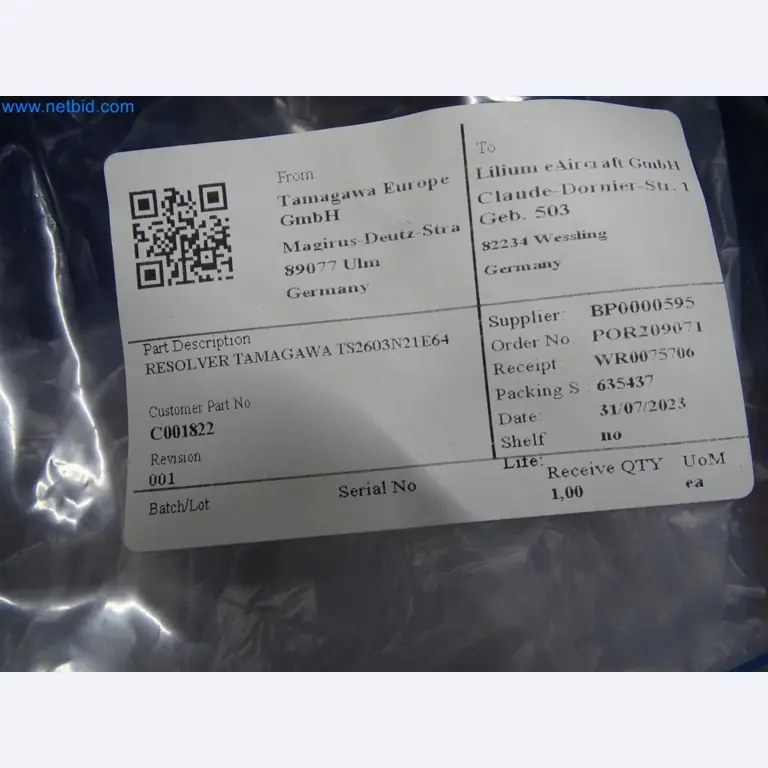 www.netbid.com
From
Tamagawa Europe
GmbH
Magirus-Deutz-Stra
89077 Ulm
Germany
To
Lilium eAircraft GmbH
Claude-Dornier-Str. 1
Geb. 503
82234 Wessling
Germany
Part Description
RESOLVER TAMAGAWA TS2603N21E64
Customer Part No
C001822
Revision
001
Supplier: BP0000595
Order No POR209071
Receipt: WR0075706
Packing S : 635437
Date: 31/07/2023
Shelf no
Life:
Batch/Lot
Serial No
Receive QTY UoM
1,00 ea